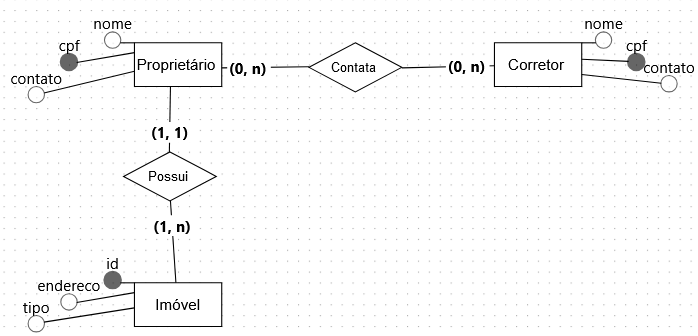 nome
cpf
contato
Proprietário
(0, n)
Contata
(0, n)
Corretor
nome
cpf
contato
(1, 1)
Possui
(1, n)
id
endereco
tipo
Imóvel